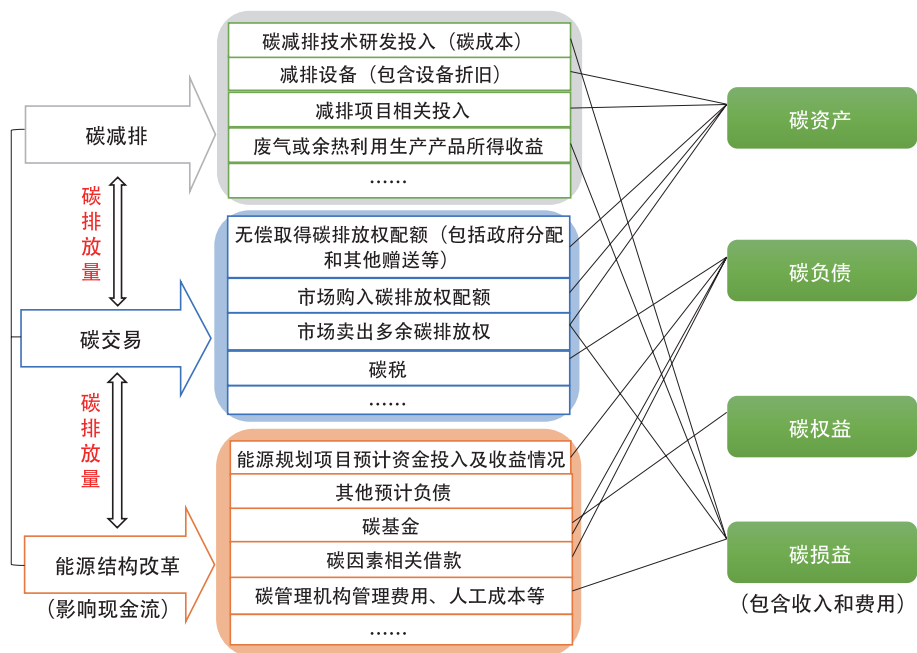 碳减排
碳减排技术研发投入（碳成本）
减排设备（包含设备折旧）
减排项目相关投入
废气或余热利用生产产品所得收益
……
碳排放量
碳交易
无偿取得碳排放权配额（包括政府分配
和其他赠送等）
市场购入碳排放权配额
市场卖出多余碳排放权
碳税
……
碳排放量
能源结构改革
（影响现金流）
能源规划项目预计资金投入及收益情况
其他预计负债
碳基金
碳因素相关借款
碳管理机构管理费用、人工成本等
……
碳资产
碳负债
碳权益
碳损益
（包含收入和费用）